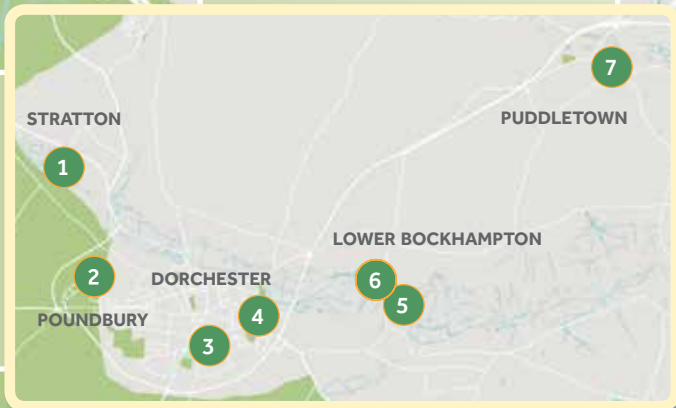 7
STRATTON
PUDDLETOWN
1
LOWER BOCKHAMPTON
2
DORCHESTER
6
5
POUNDBURY
4
3